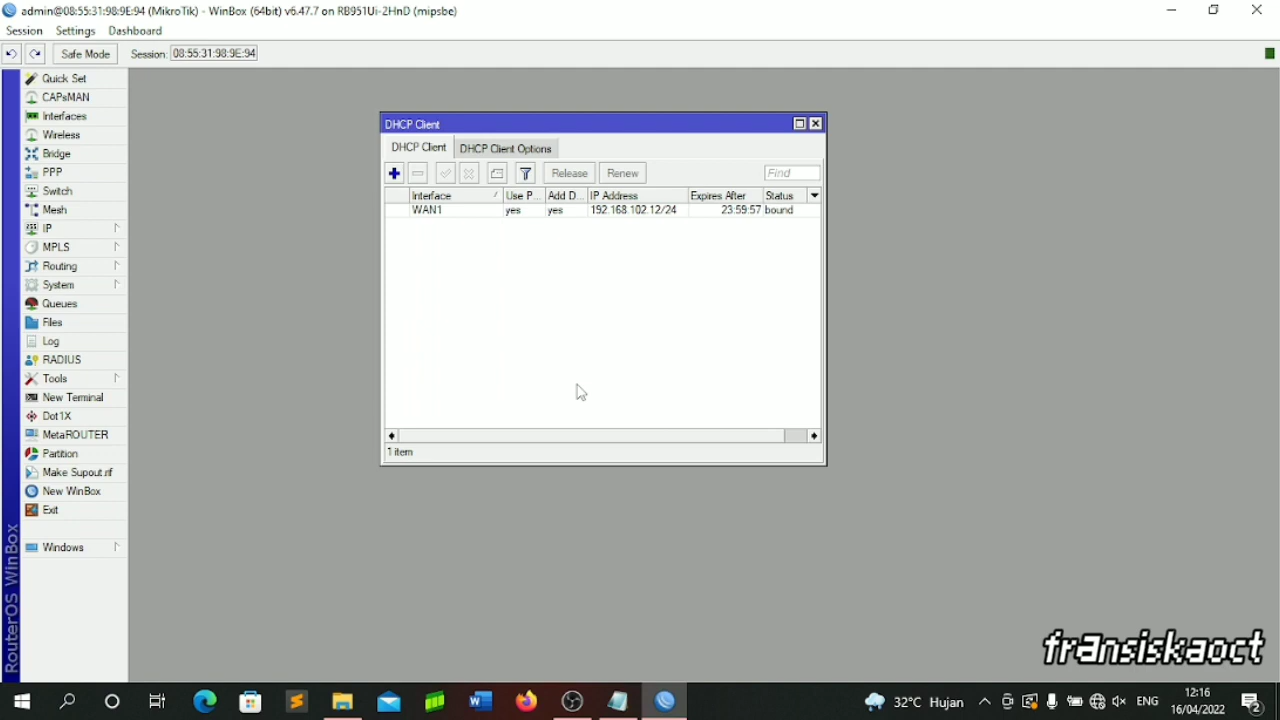 admin@08:55:31:98:9E:94 (MikroTik) - WinBox (64bit) v6.47.7 on RB951Ui-2HnD (mipsbe)
Session Settings Dashboard
Safe Mode Session: 08:55:31:98:9E:94
Quick Set
CAPsMAN
Interfaces
Wireless
Bridge
PPP
Switch
Mesh
IP
MPLS
Routing
System
Queues
Files
Log
RADIUS
Tools
New Terminal
Dot1X
MetaROUTER
Partition
Make Supout.rif
New WinBox
Exit
Windows
RouterOS WinBox
DHCP Client
DHCP Client DHCP Client Options
Release Renew Find
Interface Use P... Add D... IP Address Expires After Status
WAN1 yes yes 192.168.102.12/24 23:59:57 bound
1 item
transiskaoct
32°C Hujan ENG 12:16
16/04/2022 2